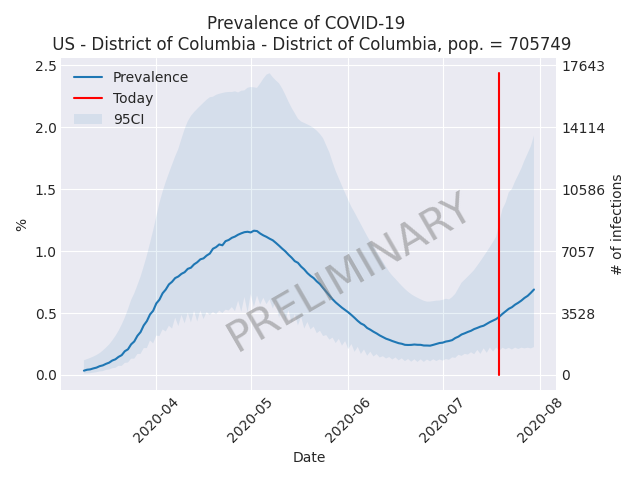 Prevalence of COVID-19
US - District of Columbia - District of Columbia, pop. = 705749
Prevalence
Today
95CI
2.5
2.0
1.5
1.0
0.5
0.0
%
17643
14114
10586
7057
3528
0
# of infections
PRELIMINARY
2020-04
2020-05
2020-06
2020-07
2020-08
Date